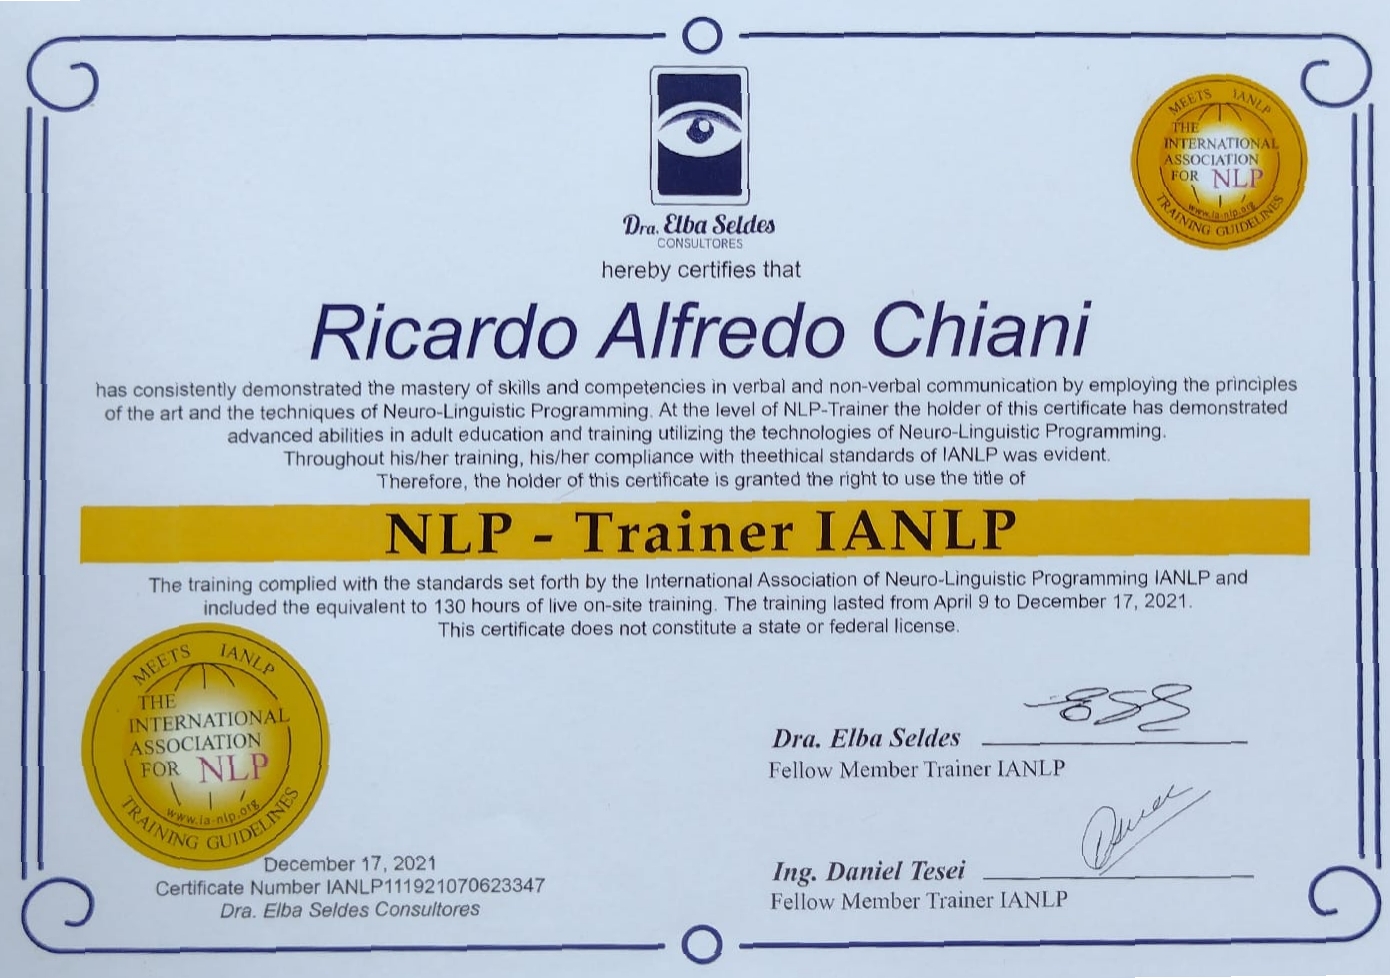 Dra. Elba Seldes
CONSULTORES
MEETS IANLP
THE
INTERNATIONAL
ASSOCIATION
FOR NLP
www.ia-nlp.org
TRAINING GUIDELINES
hereby certifies that
Ricardo Alfredo Chiani
has consistently demonstrated the mastery of skills and competencies in verbal and non-verbal communication by employing the principles
of the art and the techniques of Neuro-Linguistic Programming. At the level of NLP-Trainer the holder of this certificate has demonstrated
advanced abilities in adult education and training utilizing the technologies of Neuro-Linguistic Programming.
Throughout his/her training, his/her compliance with theethical standards of IANLP was evident.
Therefore, the holder of this certificate is granted the right to use the title of
NLP - Trainer IANLP
The training complied with the standards set forth by the International Association of Neuro-Linguistic Programming IANLP and
included the equivalent to 130 hours of live on-site training. The training lasted from April 9 to December 17, 2021.
This certificate does not constitute a state or federal license.
MEETS IANLP
THE
INTERNATIONAL
ASSOCIATION
FOR NLP
www.ia-nlp.org
TRAINING GUIDELINES
December 17, 2021
Certificate Number IANLP111921070623347
Dra. Elba Seldes Consultores
Dra. Elba Seldes
Fellow Member Trainer IANLP
Ing. Daniel Tesei
Fellow Member Trainer IANLP